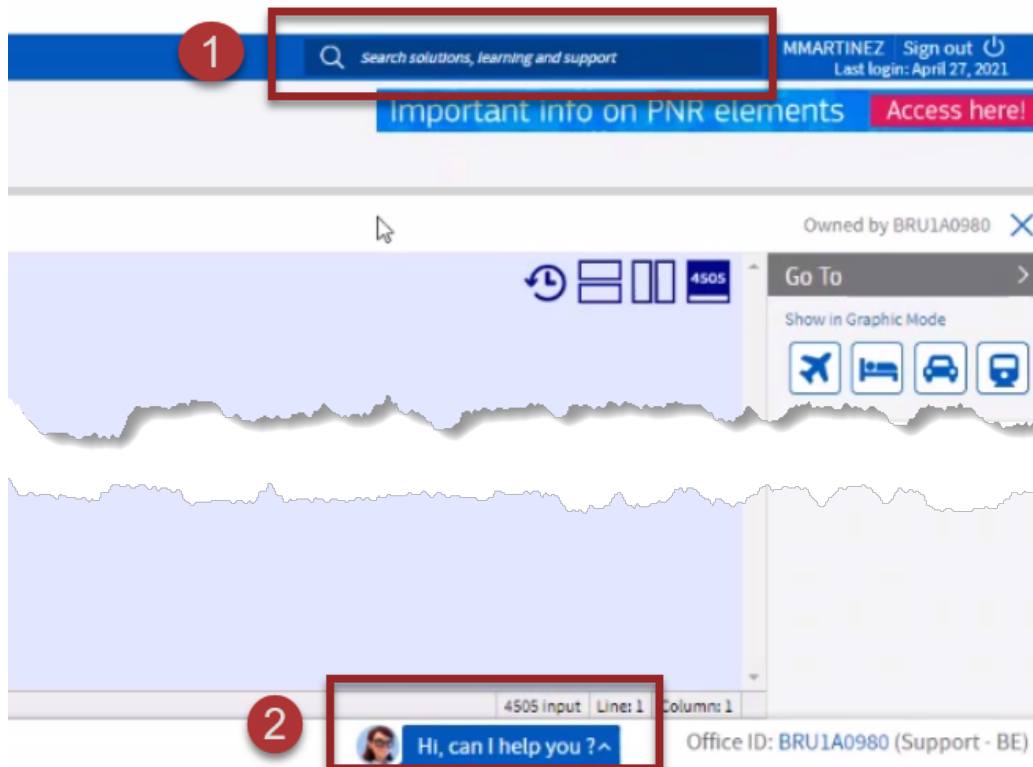 1
Search solutions, learning and support
MMARTINEZ Sign out
Last login: April 27, 2021
Important info on PNR elements Access here!
Owned by BRU1A0980
4505
Go To
Show in Graphic Mode
4505 input Line: 1 Column: 1
2
Hi, can I help you ?
Office ID: BRU1A0980 (Support - BE)